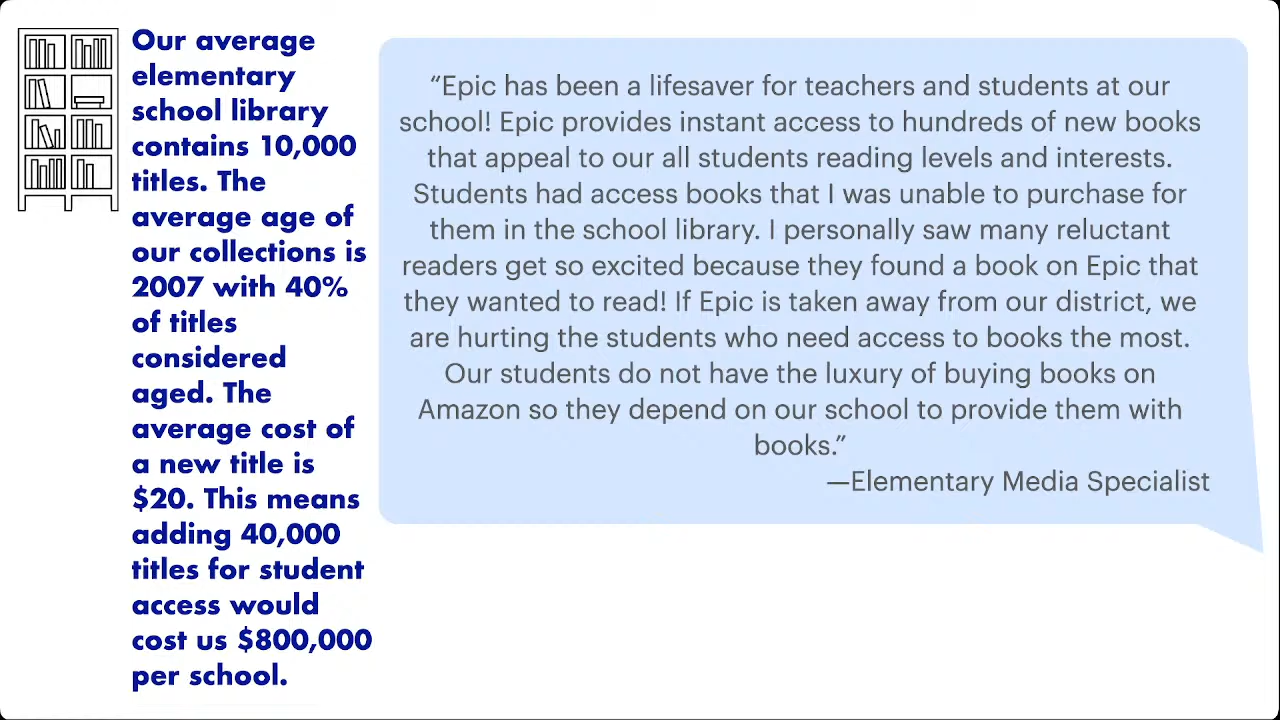 Our average
elementary
school library
contains 10,000
titles. The
average age of
our collections is
2007 with 40%
of titles
considered
aged. The
average cost of
a new title is
$20. This means
adding 40,000
titles for student
access would
cost us $800,000
per school.
“Epic has been a lifesaver for teachers and students at our
school! Epic provides instant access to hundreds of new books
that appeal to our all students reading levels and interests.
Students had access books that I was unable to purchase for
them in the school library. I personally saw many reluctant
readers get so excited because they found a book on Epic that
they wanted to read! If Epic is taken away from our district, we
are hurting the students who need access to books the most.
Our students do not have the luxury of buying books on
Amazon so they depend on our school to provide them with
books.”
—Elementary Media Specialist